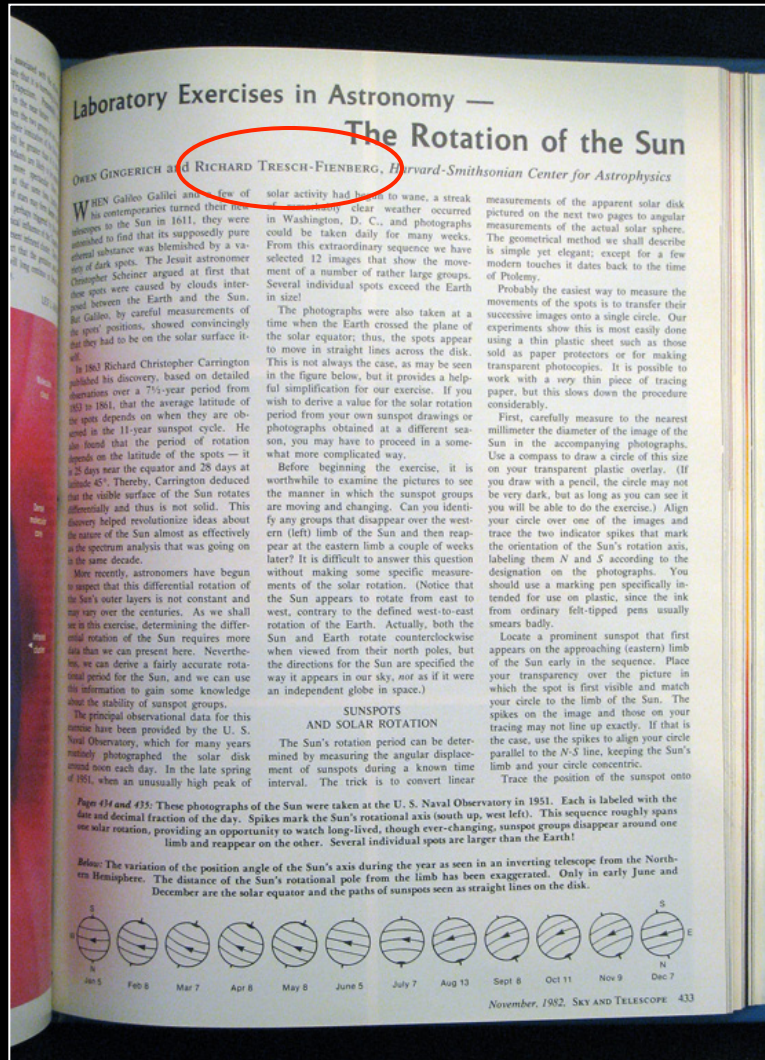 Laboratory Exercises in Astronomy —
The Rotation of the Sun
OWEN GINGERICH and RICHARD TRESCH-FIENBERG, Harvard-Smithsonian Center for Astrophysics
WHEN Galileo Galilei and a few of
his contemporaries turned their new
telescopes to the Sun in 1611, they were
astonished to find that its supposedly pure
ethereal substance was blemished by a va-
riety of dark spots. The Jesuit astronomer
Christopher Scheiner argued at first that
these spots were caused by clouds inter-
posed between the Earth and the Sun.
But Galileo, by careful measurements of
the spots' positions, showed convincingly
that they had to be on the solar surface it-
self.
In 1863 Richard Christopher Carrington
published his discovery, based on detailed
observations over a 7½-year period from
1853 to 1861, that the average latitude of
the spots depends on when they are ob-
served in the 11-year sunspot cycle. He
also found that the period of rotation
depends on the latitude of the spots — it
is 25 days near the equator and 28 days at
latitude 45°. Thereby, Carrington deduced
that the visible surface of the Sun rotates
differentially and thus is not solid. This
discovery helped revolutionize ideas about
the nature of the Sun almost as effectively
as the spectrum analysis that was going on
in the same decade.
More recently, astronomers have begun
to suspect that this differential rotation of
the Sun's outer layers is not constant and
may vary over the centuries. As we shall
see in this exercise, determining the differ-
ential rotation of the Sun requires more
data than we can present here. Neverthe-
less, we can derive a fairly accurate rota-
tional period for the Sun, and we can use
this information to gain some knowledge
about the stability of sunspot groups.
The principal observational data for this
exercise have been provided by the U. S.
Naval Observatory, which for many years
routinely photographed the solar disk
around noon each day. In the late spring
of 1951, when an unusually high peak of
solar activity had begun to wane, a streak
of remarkably clear weather occurred
in Washington, D. C., and photographs
could be taken daily for many weeks.
From this extraordinary sequence we have
selected 12 images that show the move-
ment of a number of rather large groups.
Several individual spots exceed the Earth
in size!
The photographs were also taken at a
time when the Earth crossed the plane of
the solar equator; thus, the spots appear
to move in straight lines across the disk.
This is not always the case, as may be seen
in the figure below, but it provides a help-
ful simplification for our exercise. If you
wish to derive a value for the solar rotation
period from your own sunspot drawings or
photographs obtained at a different sea-
son, you may have to proceed in a some-
what more complicated way.
Before beginning the exercise, it is
worthwhile to examine the pictures to see
the manner in which the sunspot groups
are moving and changing. Can you identi-
fy any groups that disappear over the west-
ern (left) limb of the Sun and then reap-
pear at the eastern limb a couple of weeks
later? It is difficult to answer this question
without making some specific measure-
ments of the solar rotation. (Notice that
the Sun appears to rotate from east to
west, contrary to the defined west-to-east
rotation of the Earth. Actually, both the
Sun and Earth rotate counterclockwise
when viewed from their north poles, but
the directions for the Sun are specified the
way it appears in our sky, not as if it were
an independent globe in space.)
SUNSPOTS
AND SOLAR ROTATION
The Sun's rotation period can be deter-
mined by measuring the angular displace-
ment of sunspots during a known time
interval. The trick is to convert linear
measurements of the apparent solar disk
pictured on the next two pages to angular
measurements of the actual solar sphere.
The geometrical method we shall describe
is simple yet elegant; except for a few
modern touches it dates back to the time
of Ptolemy.
Probably the easiest way to measure the
movements of the spots is to transfer their
successive images onto a single circle. Our
experiments show this is most easily done
using a thin plastic sheet such as those
sold as paper protectors or for making
transparent photocopies. It is possible to
work with a very thin piece of tracing
paper, but this slows down the procedure
considerably.
First, carefully measure to the nearest
millimeter the diameter of the image of the
Sun in the accompanying photographs.
Use a compass to draw a circle of this size
on your transparent plastic overlay. (If
you draw with a pencil, the circle may not
be very dark, but as long as you can see it
you will be able to do the exercise.) Align
your circle over one of the images and
trace the two indicator spikes that mark
the orientation of the Sun's rotation axis,
labeling them N and S according to the
designation on the photographs. You
should use a marking pen specifically in-
tended for use on plastic, since the ink
from ordinary felt-tipped pens usually
smears badly.
Locate a prominent sunspot that first
appears on the approaching (eastern) limb
of the Sun early in the sequence. Place
your transparency over the picture in
which the spot is first visible and match
your circle to the limb of the Sun. The
spikes on the image and those on your
tracing may not line up exactly. If that is
the case, use the spikes to align your circle
parallel to the N-S line, keeping the Sun's
limb and your circle concentric.
Trace the position of the sunspot onto
Pages 434 and 435: These photographs of the Sun were taken at the U. S. Naval Observatory in 1951. Each is labeled with the
date and decimal fraction of the day. Spikes mark the Sun's rotational axis (south up, west left). This sequence roughly spans
one solar rotation, providing an opportunity to watch long-lived, though ever-changing, sunspot groups disappear around one
limb and reappear on the other. Several individual spots are larger than the Earth!
Below: The variation of the position angle of the Sun's axis during the year as seen in an inverting telescope from the North-
ern Hemisphere. The distance of the Sun's rotational pole from the limb has been exaggerated. Only in early June and
December are the solar equator and the paths of sunspots seen as straight lines on the disk.
S S
E
N N
Jan 5 Feb 8 Mar 7 Apr 8 May 8 June 5 July 7 Aug 13 Sept 8 Oct 11 Nov 9 Dec 7
November, 1982, SKY AND TELESCOPE 433